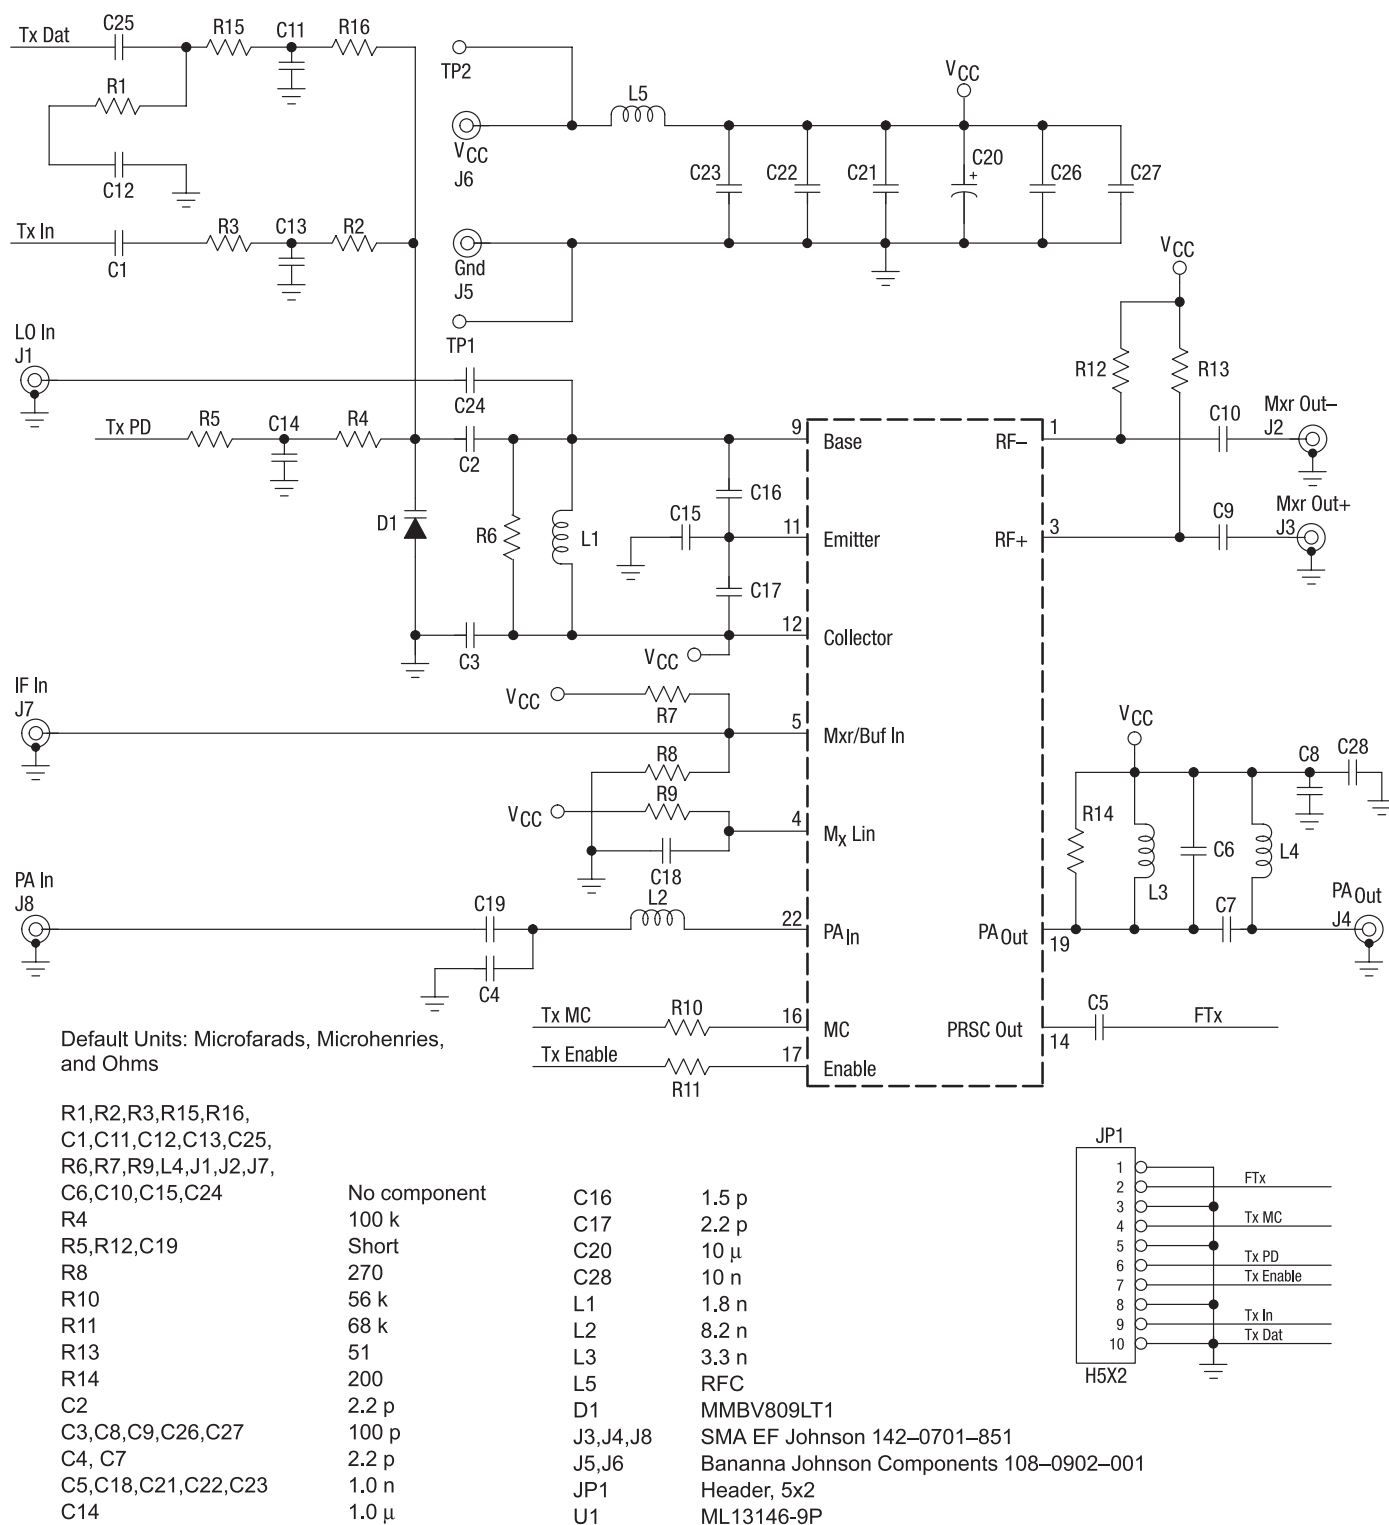 Tx Dat
C25
R15
C11
R16
R1
C12
TP2
VCC
J6
L5
VCC
C23
C22
C21
C20
+
C26
C27
Tx In
C1
R3
C13
R2
Gnd
J5
TP1
VCC
LO In
J1
C24
R12
R13
Tx PD
R5
C14
R4
C2
9
Base
RF–
1
C10
Mxr Out–
J2
D1
R6
L1
C16
C15
11
Emitter
RF+
3
C9
Mxr Out+
J3
C17
C3
12
Collector
VCC
IF In
J7
VCC
R7
5
Mxr/Buf In
R8
R9
VCC
4
Mx Lin
C18
VCC
C8
C28
R14
L3
C6
L4
C7
PA In
J8
C19
L2
C4
22
PAIn
PAOut
19
PAOut
J4
Tx MC
R10
16
MC
PRSC Out
14
C5
FTx
Tx Enable
R11
17
Enable
Default Units: Microfarads, Microhenries,
and Ohms
R1,R2,R3,R15,R16,
C1,C11,C12,C13,C25,
R6,R7,R9,L4,J1,J2,J7,
C6,C10,C15,C24 No component
R4 100 k
R5,R12,C19 Short
R8 270
R10 56 k
R11 68 k
R13 51
R14 200
C2 2.2 p
C3,C8,C9,C26,C27 100 p
C4, C7 2.2 p
C5,C18,C21,C22,C23 1.0 n
C14 1.0 μ
C16 1.5 p
C17 2.2 p
C20 10 μ
C28 10 n
L1 1.8 n
L2 8.2 n
L3 3.3 n
L5 RFC
D1 MMBV809LT1
J3,J4,J8 SMA EF Johnson 142–0701–851
J5,J6 Bananna Johnson Components 108–0902–001
JP1 Header, 5x2
U1 ML13146-9P
JP1
1
2 FTx
3
4 Tx MC
5
6 Tx PD
7 Tx Enable
8
9 Tx In
10 Tx Dat
H5X2